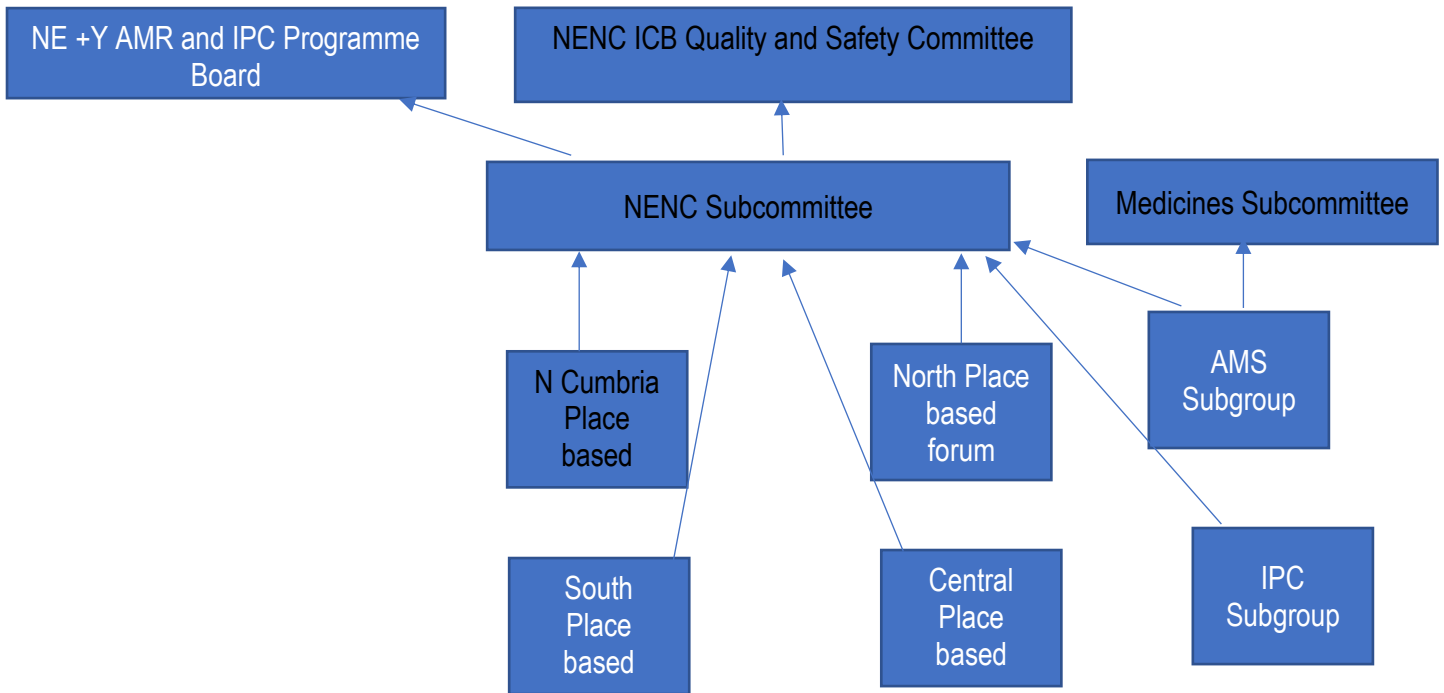 NE +Y AMR and IPC Programme
Board
NENC ICB Quality and Safety Committee
NENC Subcommittee
Medicines Subcommittee
N Cumbria
Place
based
North Place
based
forum
AMS
Subgroup
South
Place
based
Central
Place
based
IPC
Subgroup